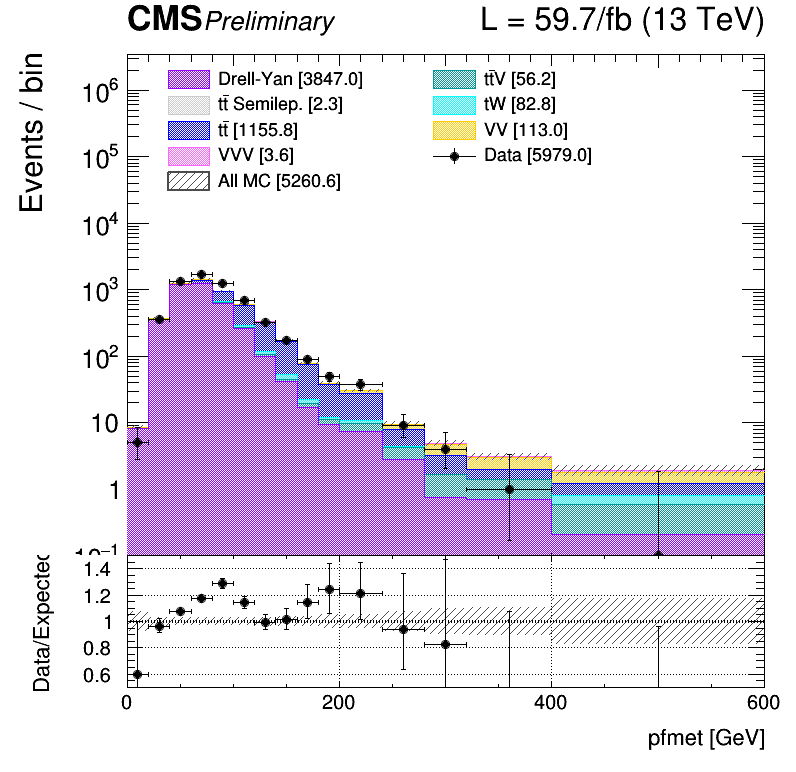 CMS Preliminary L = 59.7/fb (13 TeV)
Events / bin
Drell-Yan [3847.0]
tt̄ Semilep. [2.3]
tt̄ [1155.8]
VVV [3.6]
All MC [5260.6]
tt̄V [56.2]
tW [82.8]
VV [113.0]
Data [5979.0]
10⁶
10⁵
10⁴
10³
10²
10
1
10⁻¹
Data/Expected
1.4
1.2
1
0.8
0.6
0 200 400 600
pfmet [GeV]